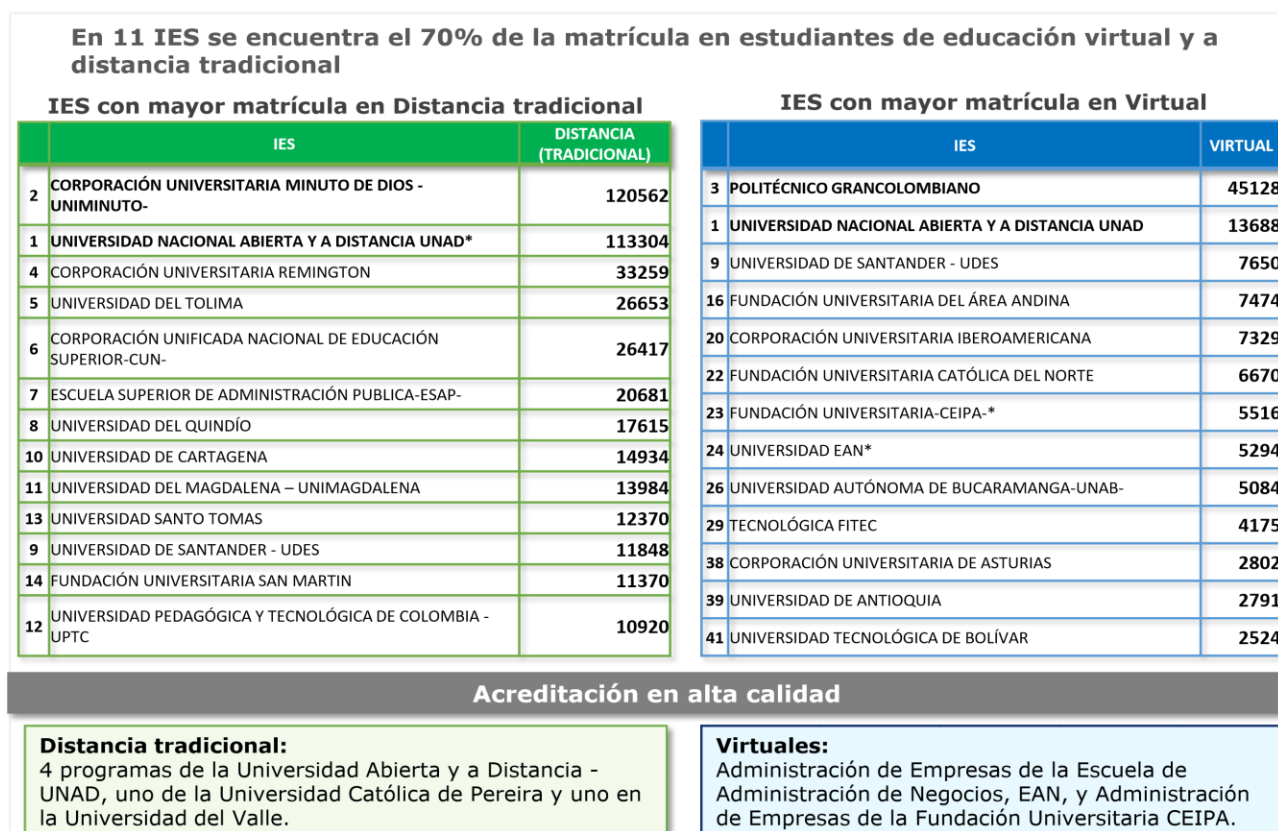 En 11 IES se encuentra el 70% de la matrícula en estudiantes de educación virtual y a
distancia tradicional
IES con mayor matrícula en Distancia tradicional
IES
DISTANCIA
(TRADICIONAL)
2 CORPORACIÓN UNIVERSITARIA MINUTO DE DIOS -
UNIMINUTO-
120562
1 UNIVERSIDAD NACIONAL ABIERTA Y A DISTANCIA UNAD* 113304
4 CORPORACIÓN UNIVERSITARIA REMINGTON 33259
5 UNIVERSIDAD DEL TOLIMA 26653
6 CORPORACIÓN UNIFICADA NACIONAL DE EDUCACIÓN
SUPERIOR-CUN-
26417
7 ESCUELA SUPERIOR DE ADMINISTRACIÓN PUBLICA-ESAP- 20681
8 UNIVERSIDAD DEL QUINDÍO 17615
10 UNIVERSIDAD DE CARTAGENA 14934
11 UNIVERSIDAD DEL MAGDALENA – UNIMAGDALENA 13984
13 UNIVERSIDAD SANTO TOMAS 12370
9 UNIVERSIDAD DE SANTANDER - UDES 11848
14 FUNDACIÓN UNIVERSITARIA SAN MARTIN 11370
12 UNIVERSIDAD PEDAGÓGICA Y TECNOLÓGICA DE COLOMBIA -
UPTC
10920
IES con mayor matrícula en Virtual
IES VIRTUAL
3 POLITÉCNICO GRANCOLOMBIANO 45128
1 UNIVERSIDAD NACIONAL ABIERTA Y A DISTANCIA UNAD 13688
9 UNIVERSIDAD DE SANTANDER - UDES 7650
16 FUNDACIÓN UNIVERSITARIA DEL ÁREA ANDINA 7474
20 CORPORACIÓN UNIVERSITARIA IBEROAMERICANA 7329
22 FUNDACIÓN UNIVERSITARIA CATÓLICA DEL NORTE 6670
23 FUNDACIÓN UNIVERSITARIA-CEIPA-* 5516
24 UNIVERSIDAD EAN* 5294
26 UNIVERSIDAD AUTÓNOMA DE BUCARAMANGA-UNAB- 5084
29 TECNOLÓGICA FITEC 4175
38 CORPORACIÓN UNIVERSITARIA DE ASTURIAS 2802
39 UNIVERSIDAD DE ANTIOQUIA 2791
41 UNIVERSIDAD TECNOLÓGICA DE BOLÍVAR 2524
Acreditación en alta calidad
Distancia tradicional:
4 programas de la Universidad Abierta y a Distancia -
UNAD, uno de la Universidad Católica de Pereira y uno en
la Universidad del Valle.
Virtuales:
Administración de Empresas de la Escuela de
Administración de Negocios, EAN, y Administración
de Empresas de la Fundación Universitaria CEIPA.